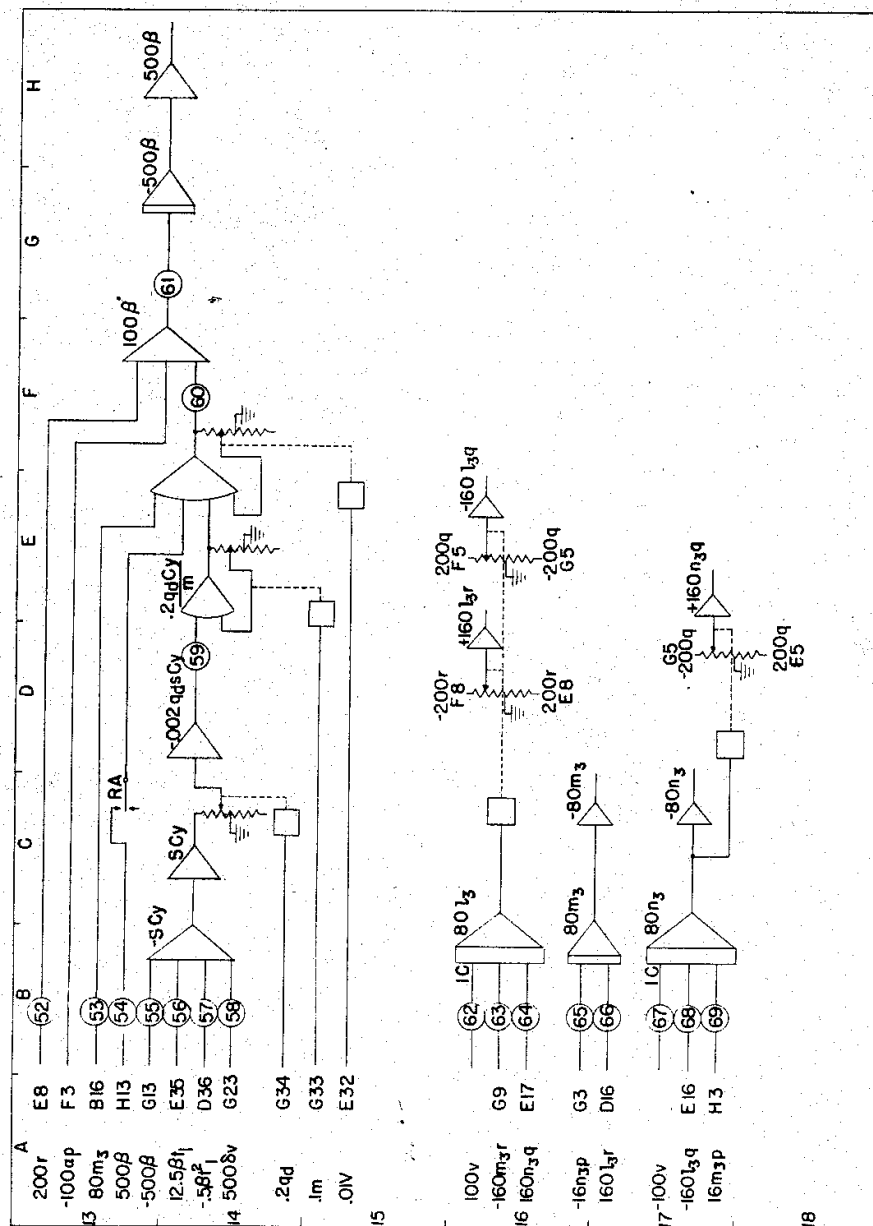 A B C D E F G H
13
200r E8 52
-100αp F3
80m₃ B16 53
500β H13 54
RA
-500β G13 55
12.5βt₁ E35 56
-.5βt₁² D36 57
500δv G23 58
-SCy
SCy
-.002qdSCy
59
.2qdCy
m
60
100β̇
61
-500β
500β
14
.2qd G34
.1m G33
.01V E32
15
100v 62
-160m₃r G9 63
160n₃q E17 64
IC
80l₃
-200r
F8
+160l₃r
200r
E8
200q
F5
-160l₃q
-200q
G5
16
-16n₃p G3 65
160l₃r D16 66
80m₃
-80m₃
17
-100v 67
-160l₃q E16 68
16m₃p H3 69
IC
80n₃
-80n₃
G5
-200q
+160n₃q
200q
E5
18